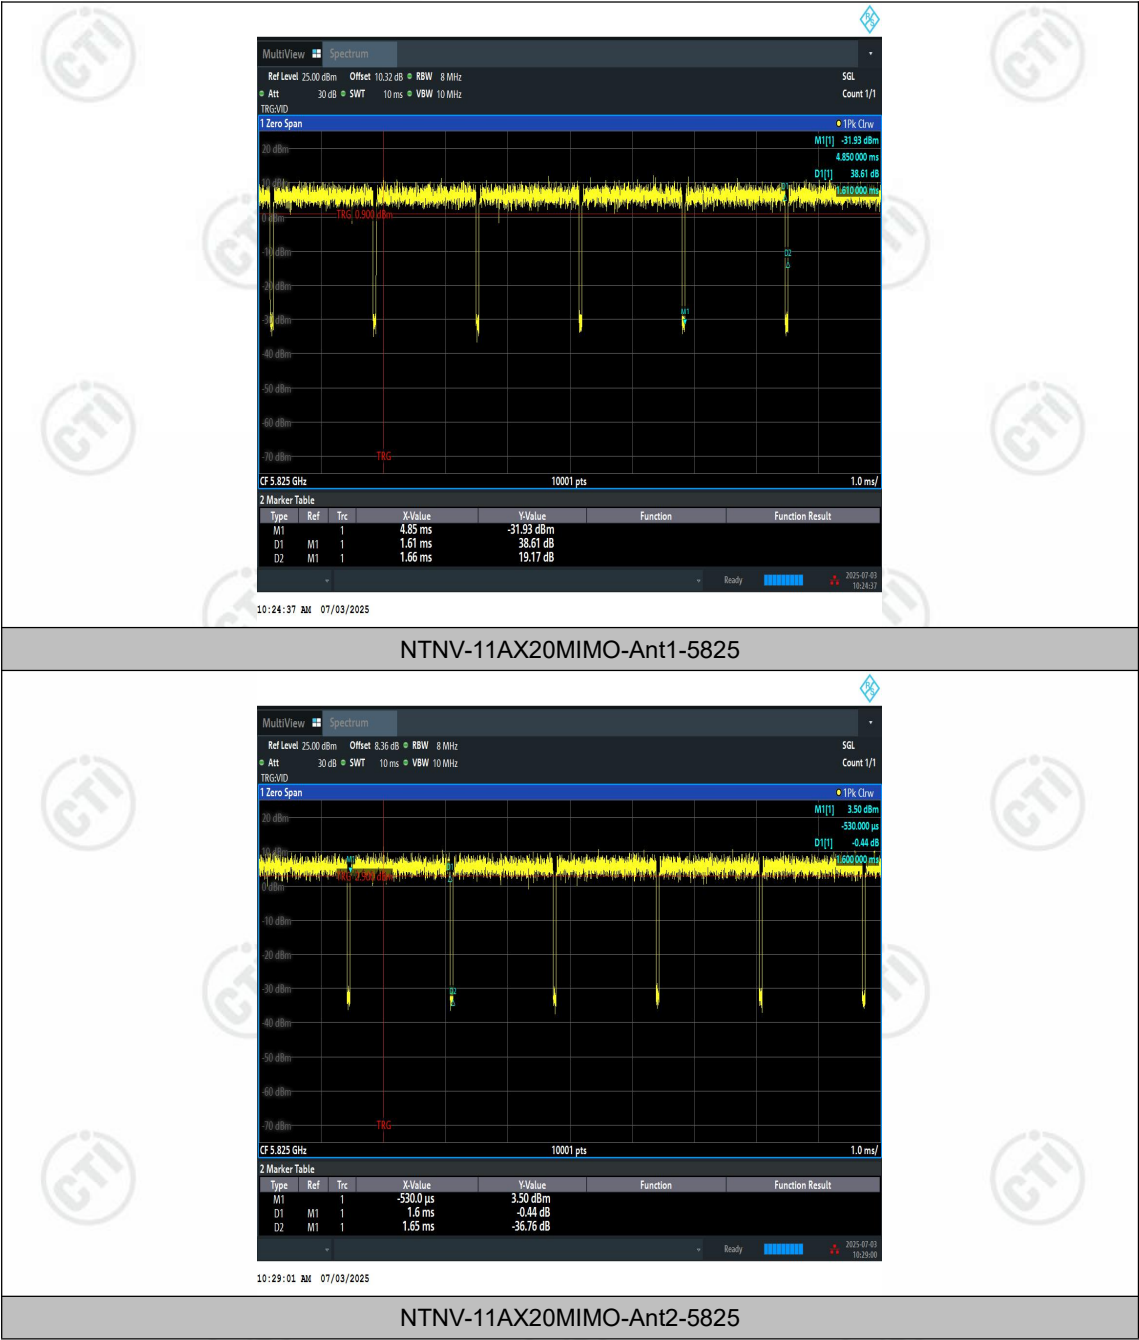 MultiView Spectrum
Ref Level 25.00 dBm Offset 10.32 dB RBW 8 MHz SGL
Att 30 dB SWT 10 ms VBW 10 MHz Count 1/1
TRG:VID
1 Zero Span 1Pk Clrw
M1[1] -31.93 dBm
4.850 000 ms
D1[1] 38.61 dB
1.610 000 ms
20 dBm
0 dBm
TRG 0.900 dBm
-10 dBm
D2
-20 dBm
-30 dBm
M1
-40 dBm
-50 dBm
-60 dBm
-70 dBm
TRG
CF 5.825 GHz 10001 pts 1.0 ms/
2 Marker Table
Type Ref Trc X-Value Y-Value Function Function Result
M1 1 4.85 ms -31.93 dBm
D1 M1 1 1.61 ms 38.61 dB
D2 M1 1 1.66 ms 19.17 dB
Ready 2025-07-03
10:24:37
10:24:37 AM 07/03/2025
NTNV-11AX20MIMO-Ant1-5825
MultiView Spectrum
Ref Level 25.00 dBm Offset 8.36 dB RBW 8 MHz SGL
Att 30 dB SWT 10 ms VBW 10 MHz Count 1/1
TRG:VID
1 Zero Span 1Pk Clrw
M1[1] 3.50 dBm
-530.000 µs
D1[1] -0.44 dB
1.600 000 ms
20 dBm
0 dBm
-10 dBm
-20 dBm
-30 dBm
D2
-40 dBm
-50 dBm
-60 dBm
-70 dBm
TRG
CF 5.825 GHz 10001 pts 1.0 ms/
2 Marker Table
Type Ref Trc X-Value Y-Value Function Function Result
M1 1 -530.0 µs 3.50 dBm
D1 M1 1 1.6 ms -0.44 dB
D2 M1 1 1.65 ms -36.76 dB
Ready 2025-07-03
10:29:00
10:29:01 AM 07/03/2025
NTNV-11AX20MIMO-Ant2-5825